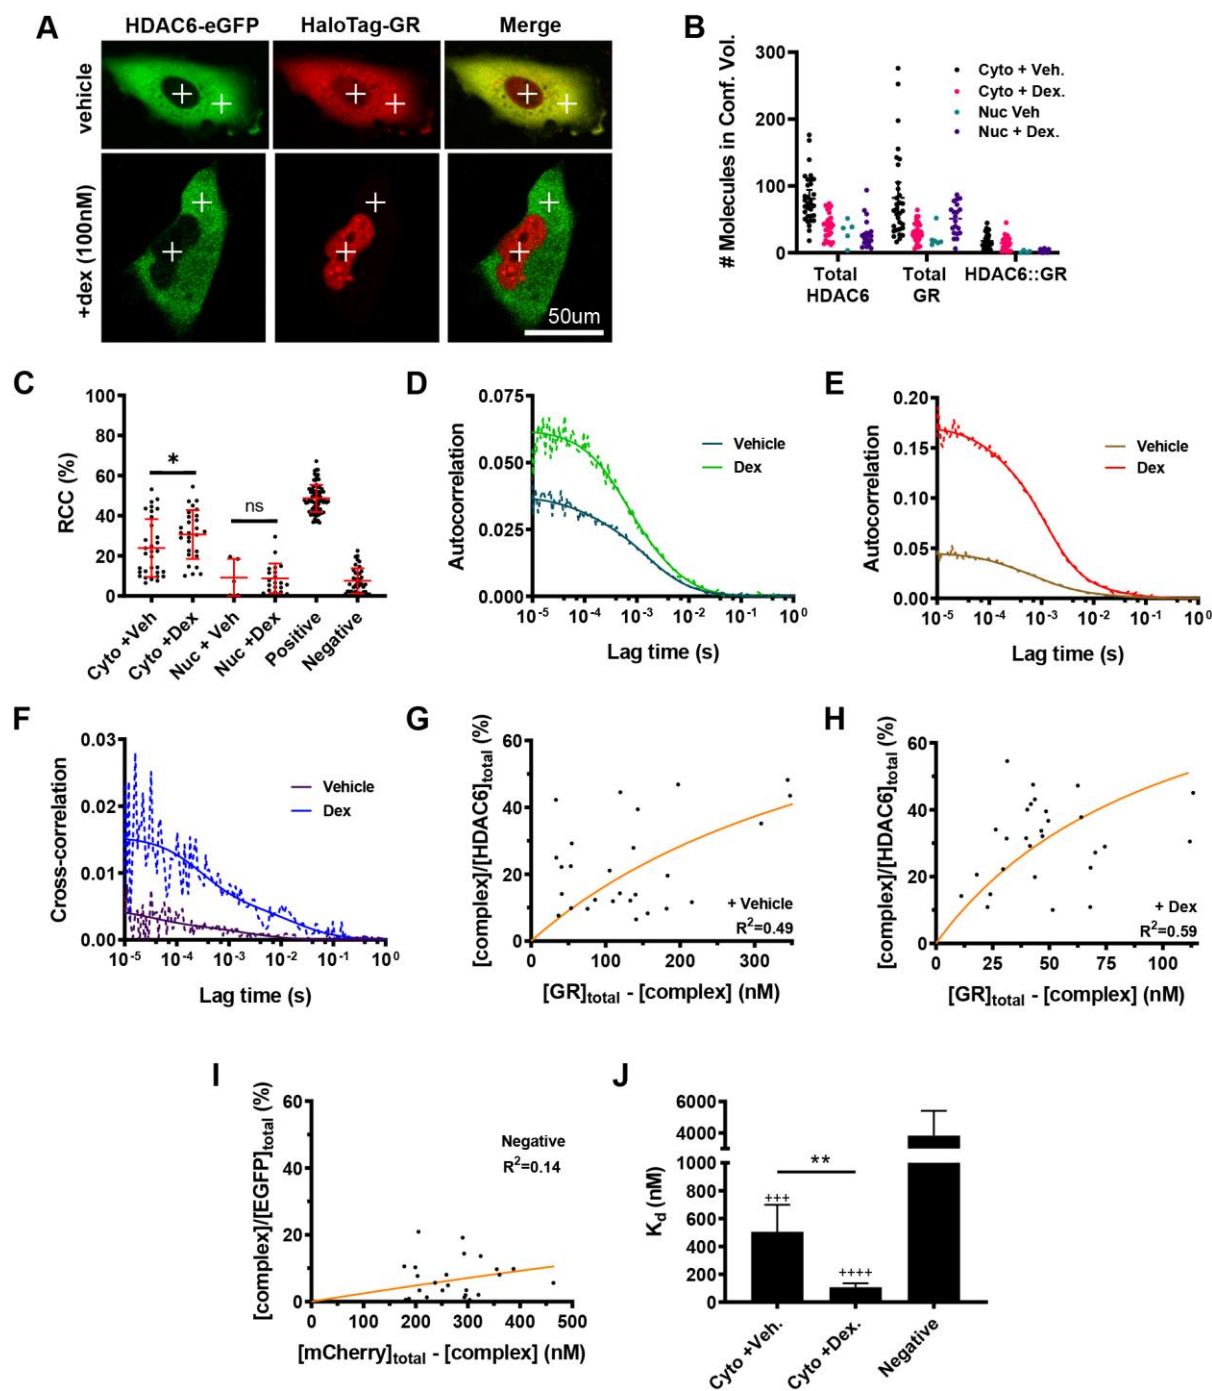 A
HDAC6-eGFP
HaloTag-GR
Merge
vehicle
+dex (100nM)
50um
B
# Molecules in Conf. Vol.
300
200
100
0
Cyto + Veh.
Cyto + Dex.
Nuc Veh
Nuc + Dex.
Total
HDAC6
Total
GR
HDAC6::GR
C
RCC (%)
100
80
60
40
20
0
*
ns
Cyto +Veh
Cyto +Dex
Nuc + Veh
Nuc +Dex
Positive
Negative
D
Autocorrelation
0.075
0.050
0.025
0.000
Vehicle
Dex
10⁻⁵ 10⁻⁴ 10⁻³ 10⁻² 10⁻¹ 10⁰
Lag time (s)
E
Autocorrelation
0.20
0.15
0.10
0.05
0.00
Vehicle
Dex
10⁻⁵ 10⁻⁴ 10⁻³ 10⁻² 10⁻¹ 10⁰
Lag time (s)
F
Cross-correlation
0.03
0.02
0.01
0.00
Vehicle
Dex
10⁻⁵ 10⁻⁴ 10⁻³ 10⁻² 10⁻¹ 10⁰
Lag time (s)
G
[complex]/[HDAC6]total (%)
60
40
20
0
+ Vehicle
R²=0.49
0 100 200 300
[GR]total - [complex] (nM)
H
[complex]/[HDAC6]total (%)
60
40
20
0
+ Dex
R²=0.59
0 25 50 75 100
[GR]total - [complex] (nM)
I
[complex]/[EGFP]total (%)
60
40
20
0
Negative
R²=0.14
0 100 200 300 400 500
[mCherry]total - [complex] (nM)
J
Kd (nM)
6000
4000
2000
1000
800
600
400
200
0
+++
**
++++
Cyto +Veh.
Cyto +Dex.
Negative